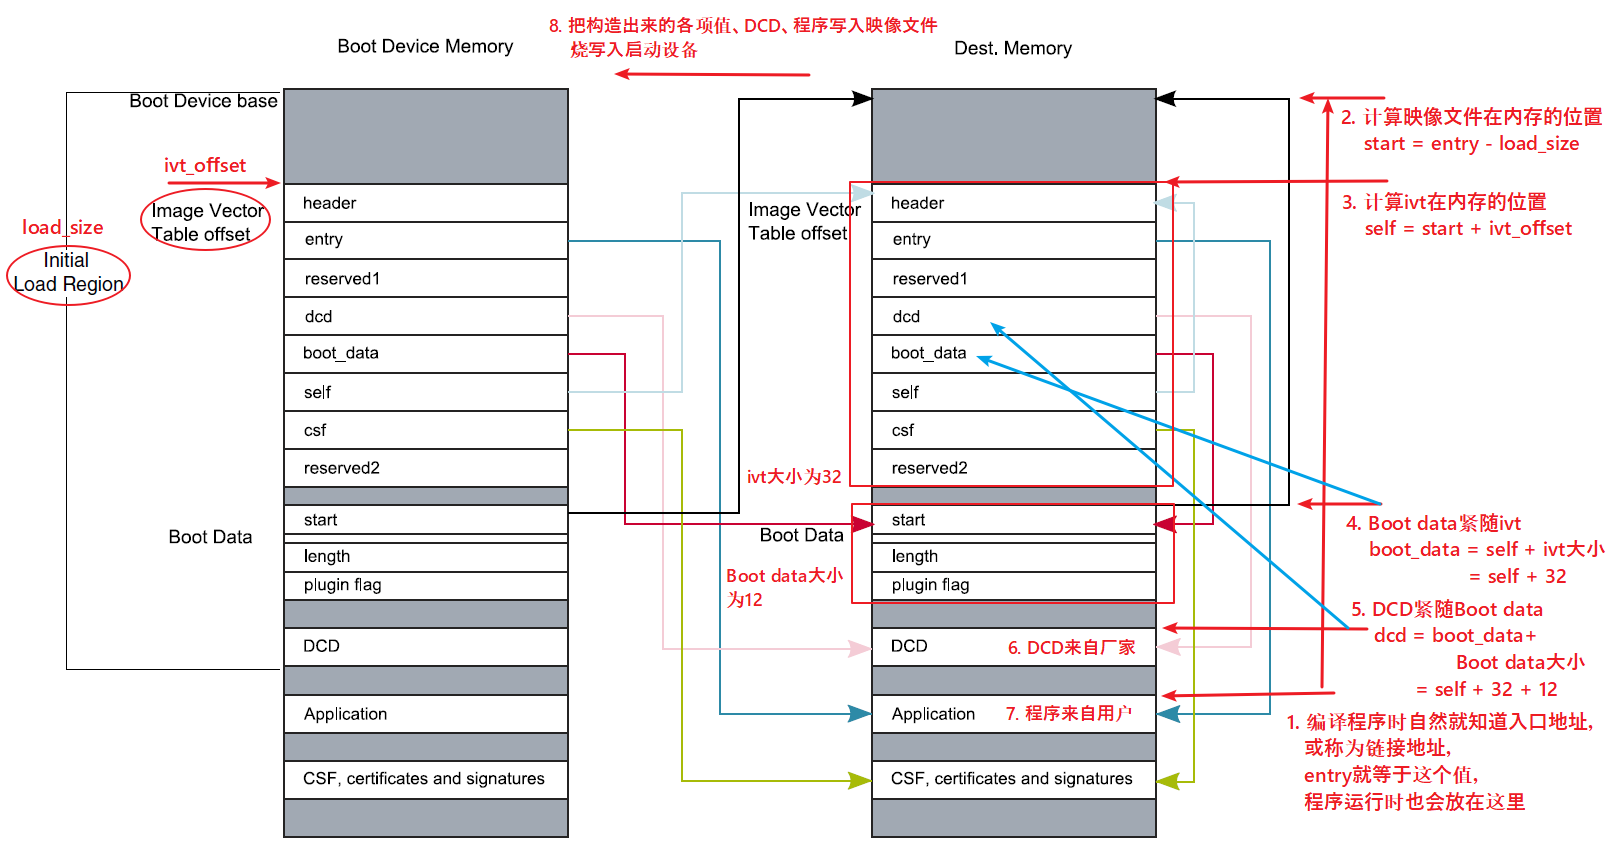 8. 把构造出来的各项值、DCD、程序写入映像文件
烧写入启动设备
Boot Device Memory
Dest. Memory
Boot Device base
ivt_offset
Image Vector
Table offset
load_size
Initial
Load Region
Boot Data
header
entry
reserved1
dcd
boot_data
self
csf
reserved2
start
length
plugin flag
DCD
Application
CSF, certificates and signatures
Image Vector
Table offset
ivt大小为32
Boot Data
Boot data大小
为12
header
entry
reserved1
dcd
boot_data
self
csf
reserved2
start
length
plugin flag
DCD
6. DCD来自厂家
Application
7. 程序来自用户
CSF, certificates and signatures
2. 计算映像文件在内存的位置
start = entry - load_size
3. 计算ivt在内存的位置
self = start + ivt_offset
4. Boot data紧随ivt
boot_data = self + ivt大小
= self + 32
5. DCD紧随Boot data
dcd = boot_data+
Boot data大小
= self + 32 + 12
1. 编译程序时自然就知道入口地址,
或称为链接地址,
entry就等于这个值,
程序运行时也会放在这里